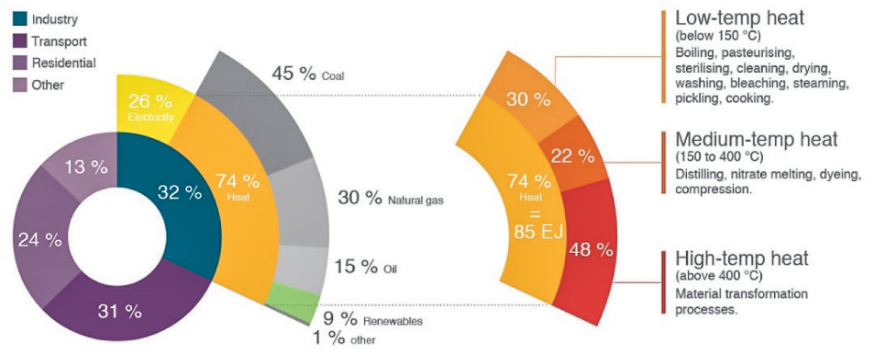 Industry
Transport
Residential
Other
26 %
Electricity
13 %
32 %
24 %
31 %
74 %
Heat
45 % Coal
30 % Natural gas
15 % Oil
9 % Renewables
1 % other
74 %
Heat
=
85 EJ
30 %
22 %
48 %
Low-temp heat
(below 150 °C)
Boiling, pasteurising,
sterilising, cleaning, drying,
washing, bleaching, steaming,
pickling, cooking.
Medium-temp heat
(150 to 400 °C)
Distilling, nitrate melting, dyeing,
compression.
High-temp heat
(above 400 °C)
Material transformation
processes.